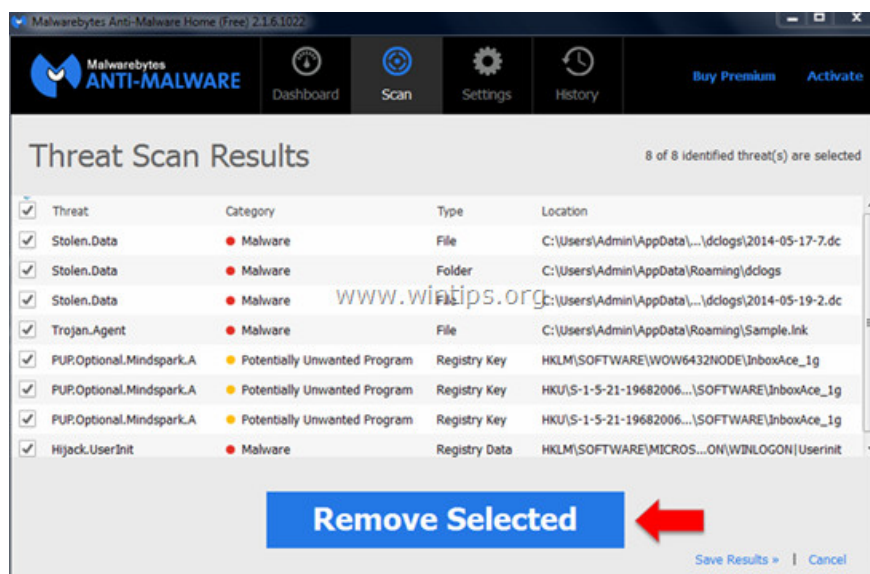 Malwarebytes Anti-Malware Home (Free) 2.1.6.1022
Malwarebytes
ANTI-MALWARE
Dashboard Scan Settings History Buy Premium Activate
Threat Scan Results 8 of 8 identified threat(s) are selected
Threat Category Type Location
Stolen.Data Malware File C:\Users\Admin\AppData\...\dclogs\2014-05-17-7.dc
Stolen.Data Malware Folder C:\Users\Admin\AppData\Roaming\dclogs
www.wintips.org
Stolen.Data Malware File C:\Users\Admin\AppData\...\dclogs\2014-05-19-2.dc
Trojan.Agent Malware File C:\Users\Admin\AppData\Roaming\Sample.lnk
PUP.Optional.Mindspark.A Potentially Unwanted Program Registry Key HKLM\SOFTWARE\WOW6432NODE\InboxAce_1g
PUP.Optional.Mindspark.A Potentially Unwanted Program Registry Key HKU\S-1-5-21-19682006...\SOFTWARE\InboxAce_1g
PUP.Optional.Mindspark.A Potentially Unwanted Program Registry Key HKU\S-1-5-21-19682006...\SOFTWARE\InboxAce_1g
Hijack.UserInit Malware Registry Data HKLM\SOFTWARE\MICROS...ON\WINLOGON|Userinit
Remove Selected
Save Results » | Cancel